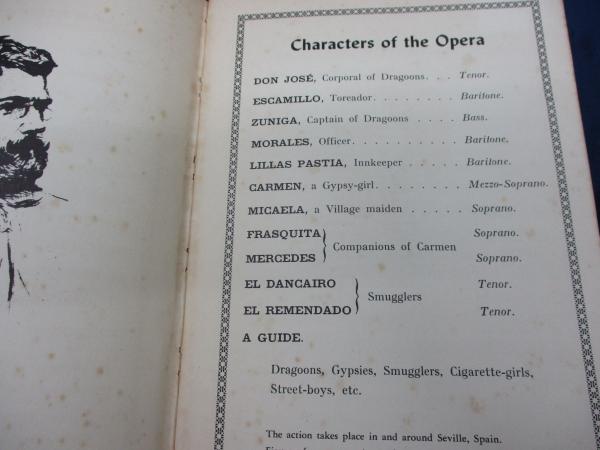 Characters of the Opera
DON JOSÉ, Corporal of Dragoons. . . Tenor.
ESCAMILLO, Toreador. . . . . . . . Baritone.
ZUNIGA, Captain of Dragoons . . . . Bass.
MORALES, Officer. . . . . . . . . . Baritone.
LILLAS PASTIA, Innkeeper . . . . . Baritone.
CARMEN, a Gypsy-girl. . . . . . . . Mezzo-Soprano.
MICAELA, a Village maiden . . . . . Soprano.
FRASQUITA Soprano.
Companions of Carmen
MERCEDES Soprano.
EL DANCAIRO Tenor.
Smugglers
EL REMENDADO Tenor.
A GUIDE.
Dragoons, Gypsies, Smugglers, Cigarette-girls,
Street-boys, etc.
The action takes place in and around Seville, Spain.